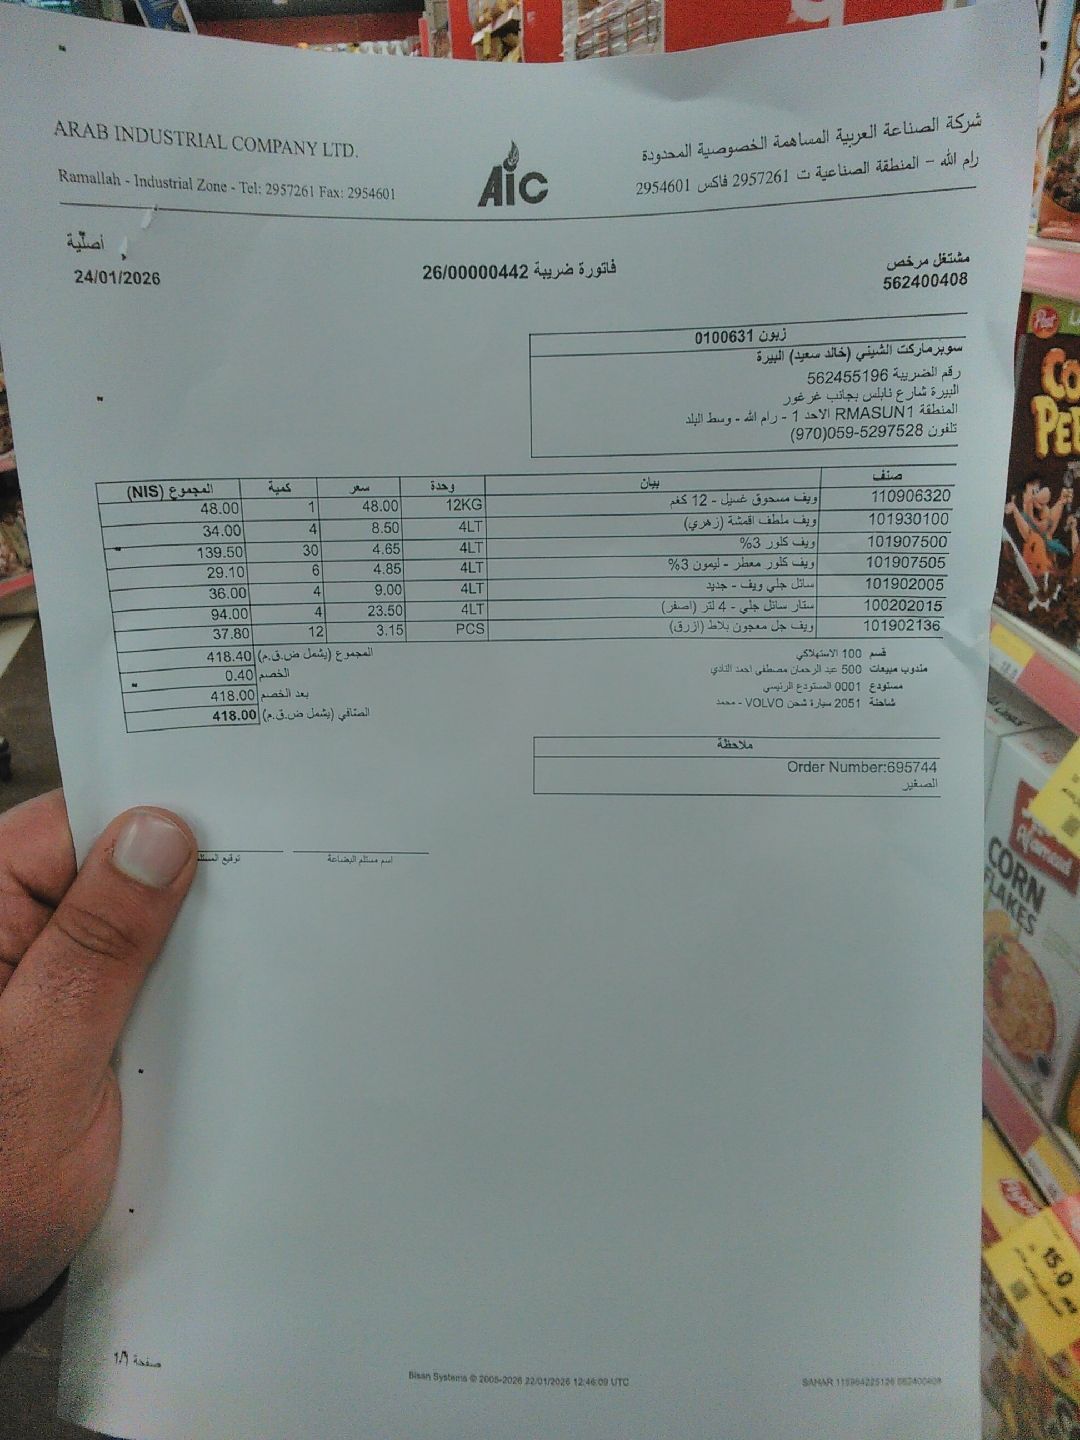 ARAB INDUSTRIAL COMPANY LTD.
Ramallah - Industrial Zone - Tel: 2957261 Fax: 2954601
AIC
شركة الصناعة العربية المساهمة الخصوصية المحدودة
رام الله – المنطقة الصناعية ت 2957261 فاكس 2954601
أصلية
24/01/2026
فاتورة ضريبة 26/00000442
مشتغل مرخص
562400408
زبون 0100631
سوبرماركت الشيني (خالد سعيد) البيرة
رقم الضريبة 562455196
البيرة شارع نابلس بجانب غرغور
المنطقة RMASUN1 الاحد 1 - رام الله - وسط البلد
تلفون 059-5297528(970)
صنف بيان وحدة سعر كمية المجموع (NIS)
110906320 ويف مسحوق غسيل - 12 كغم 12KG 48.00 1 48.00
101930100 ويف ملطف اقمشة (زهري) 4LT 8.50 4 34.00
101907500 ويف كلور 3% 4LT 4.65 30 139.50
101907505 ويف كلور معطر - ليمون 3% 4LT 4.85 6 29.10
101902005 سائل جلي ويف - جديد 4LT 9.00 4 36.00
100202015 ستار سائل جلي - 4 لتر (اصفر) 4LT 23.50 4 94.00
101902136 ويف جل معجون بلاط (ازرق) PCS 3.15 12 37.80
المجموع (يشمل ض.ق.م) 418.40
الخصم 0.40
بعد الخصم 418.00
الصافي (يشمل ض.ق.م) 418.00
قسم 100 الاستهلاكي
مندوب مبيعات 500 عبد الرحمان مصطفى احمد النادي
مستودع 0001 المستودع الرئيسي
شاحنة 2051 سيارة شحن VOLVO - محمد
ملاحظة
Order Number:695744
الصغير
اسم مستلم البضاعة
توقيع المستلم
صفحة 1/1
Bisan Systems © 2005-2026 22/01/2026 12:46:09 UTC
Post
CORN
FLAKES
15.0